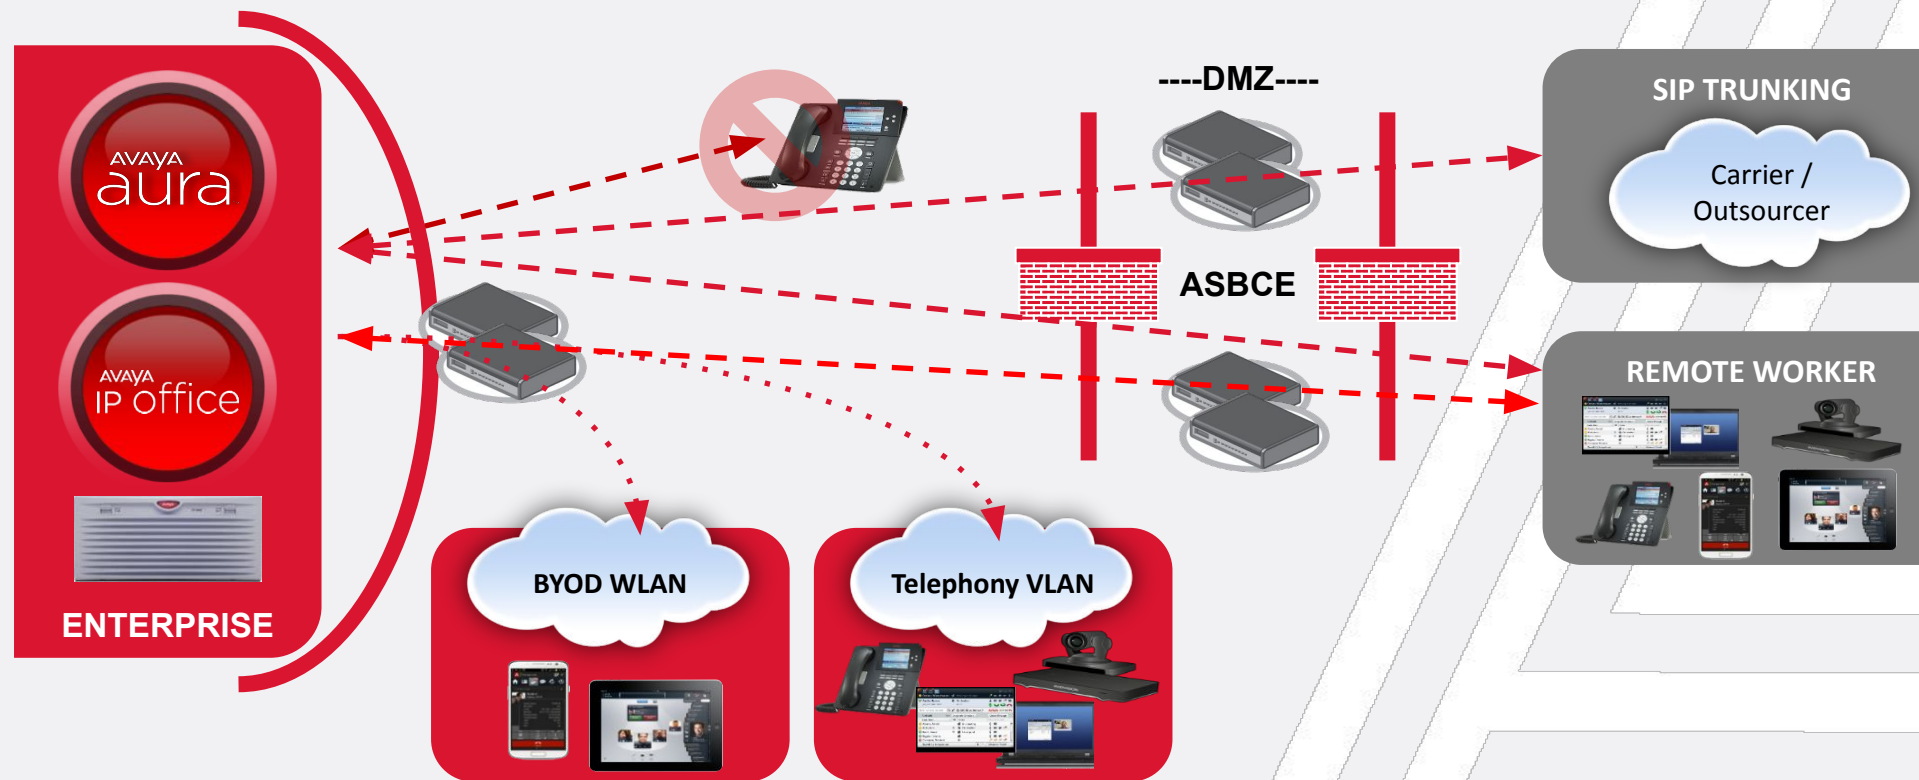 AVAYA
aura
AVAYA
IP office
ENTERPRISE
----DMZ----
ASBCE
SIP TRUNKING
Carrier /
Outsourcer
REMOTE WORKER
BYOD WLAN
Telephony VLAN